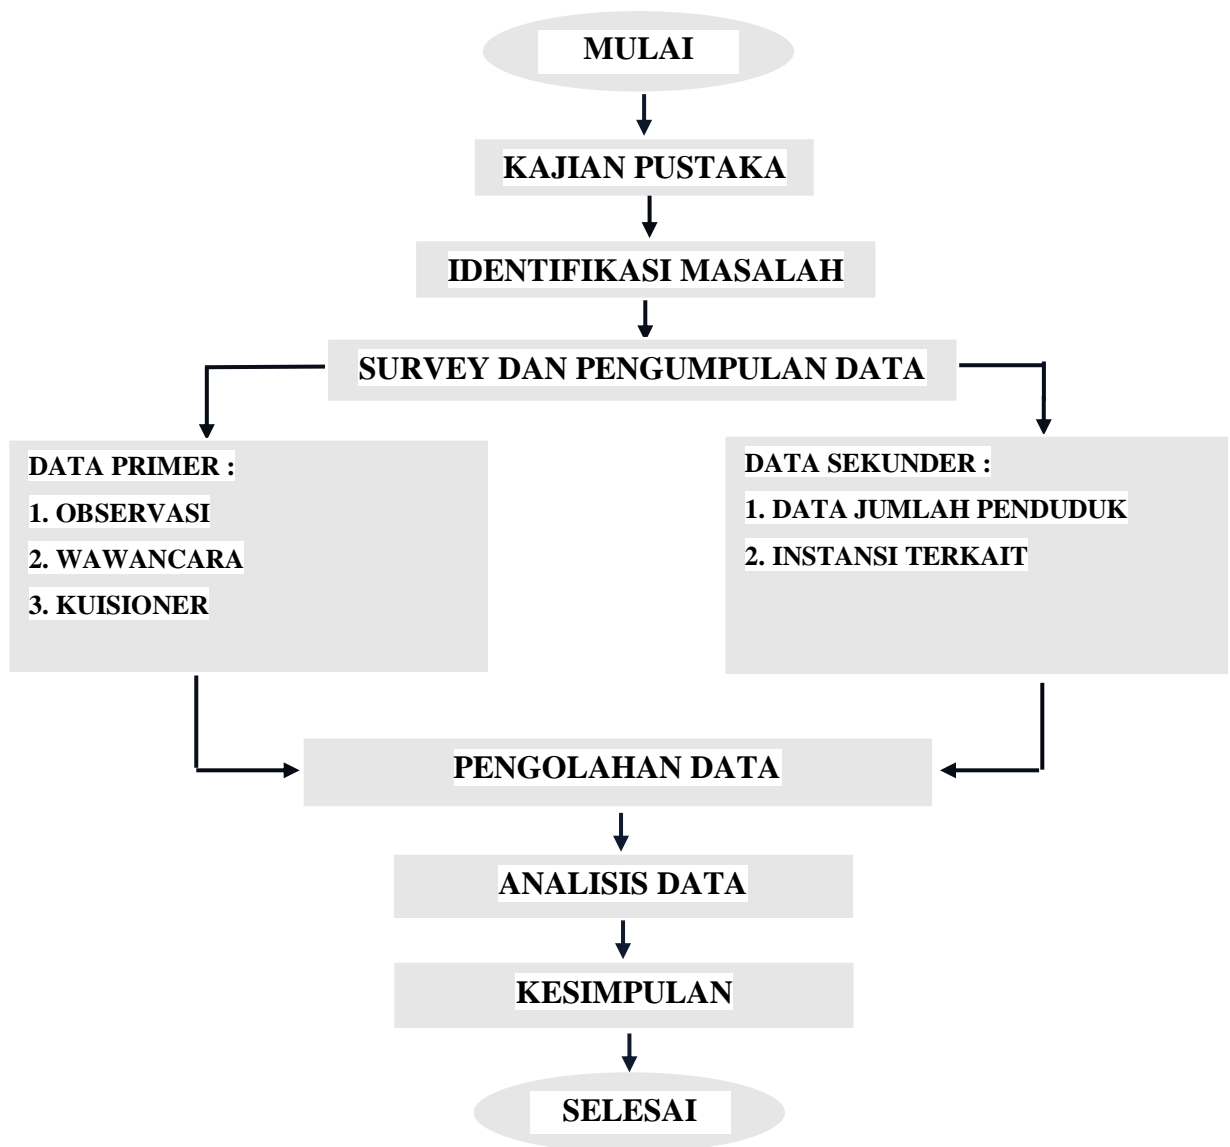 MULAI
KAJIAN PUSTAKA
IDENTIFIKASI MASALAH
SURVEY DAN PENGUMPULAN DATA
DATA PRIMER :
1. OBSERVASI
2. WAWANCARA
3. KUISIONER
DATA SEKUNDER :
1. DATA JUMLAH PENDUDUK
2. INSTANSI TERKAIT
PENGOLAHAN DATA
ANALISIS DATA
KESIMPULAN
SELESAI